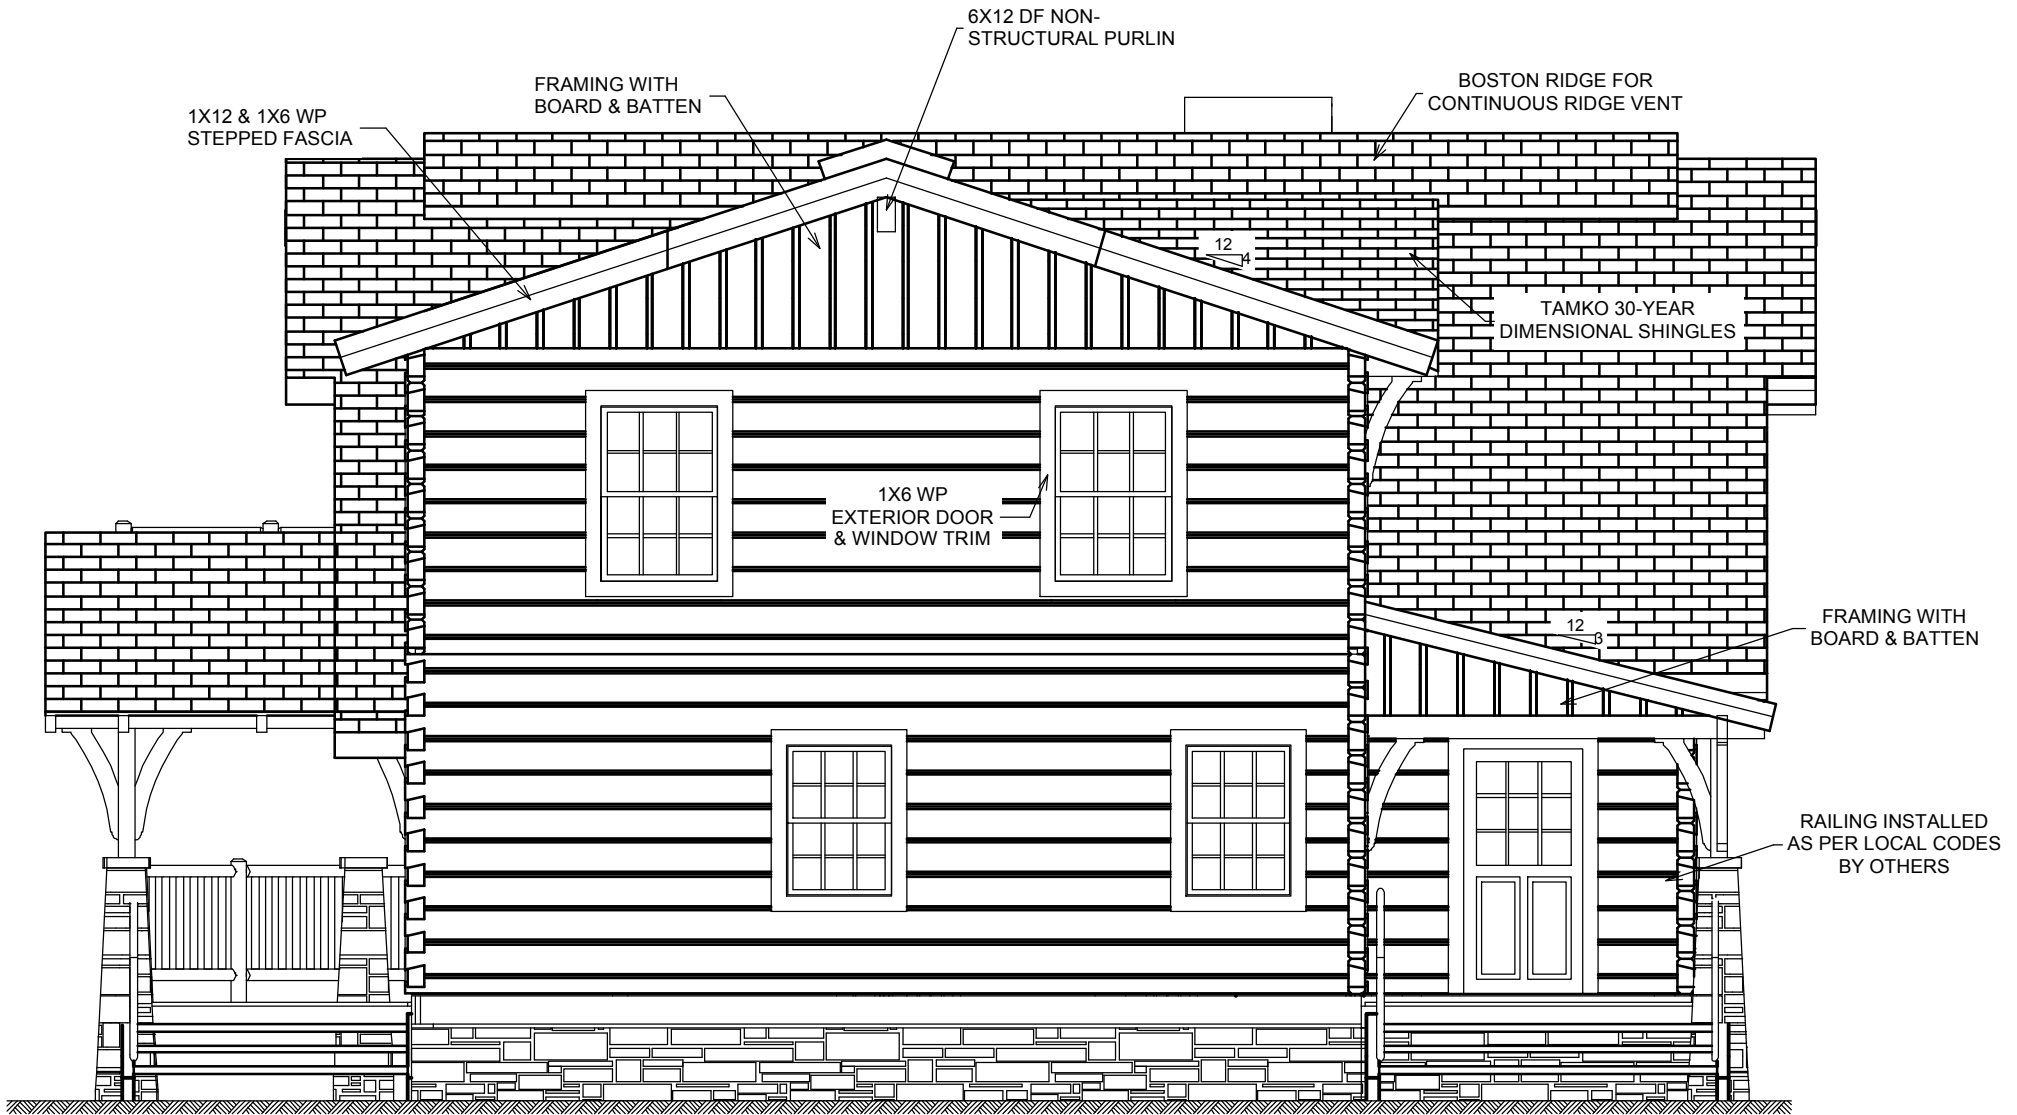 6X12 DF NON-
STRUCTURAL PURLIN
FRAMING WITH
BOARD & BATTEN
BOSTON RIDGE FOR
CONTINUOUS RIDGE VENT
1X12 & 1X6 WP
STEPPED FASCIA
12
4
TAMKO 30-YEAR
DIMENSIONAL SHINGLES
1X6 WP
EXTERIOR DOOR
& WINDOW TRIM
12
3
FRAMING WITH
BOARD & BATTEN
RAILING INSTALLED
AS PER LOCAL CODES
BY OTHERS